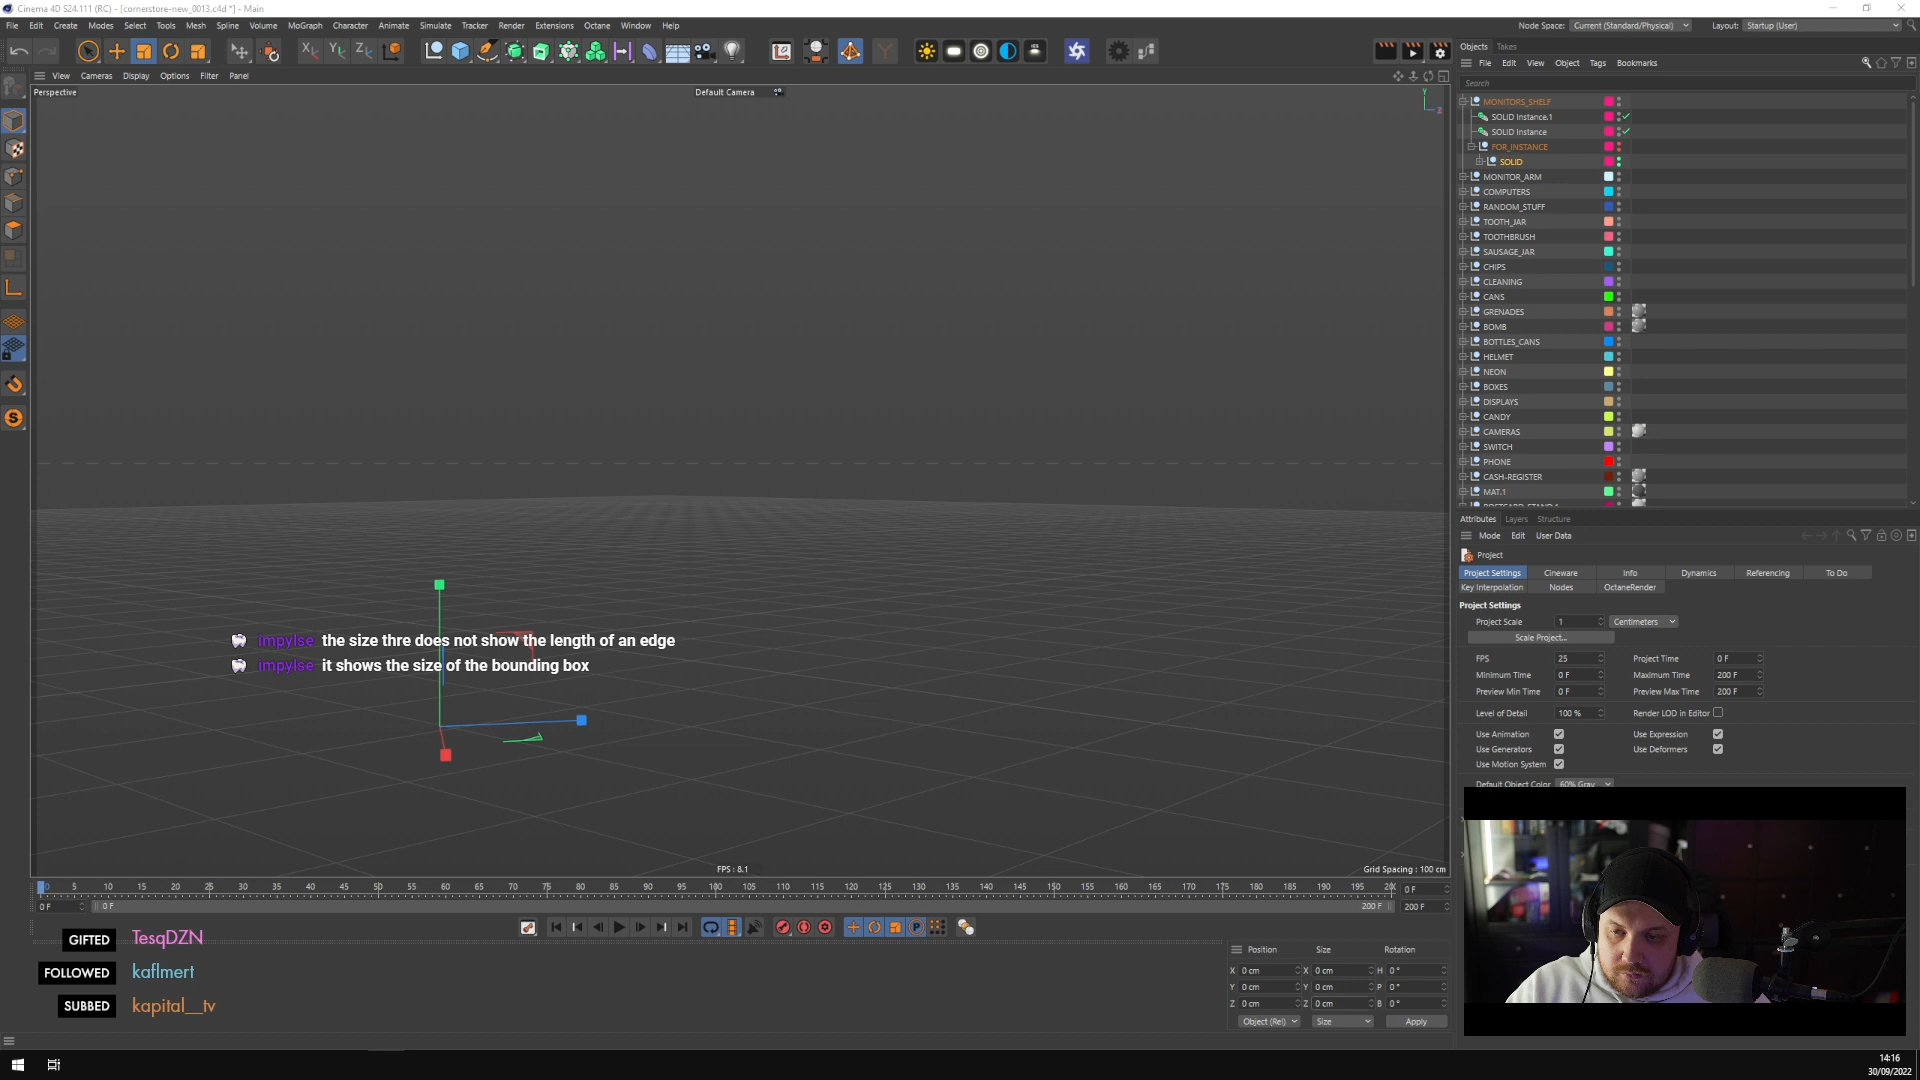 Cinema 4D S24.111 (RC) - [cornerstore-new_0013.c4d *] - Main
File Edit Create Modes Select Tools Mesh Spline Volume MoGraph Character Animate Simulate Tracker Render Extensions Octane Window Help
Node Space: Current (Standard/Physical) Layout: Startup (User)
View Cameras Display Options Filter Panel
Perspective
Default Camera
Y
Z
Objects Takes
File Edit View Object Tags Bookmarks
Search
MONITORS_SHELF
SOLID Instance.1
SOLID Instance
FOR_INSTANCE
SOLID
MONITOR_ARM
COMPUTERS
RANDOM_STUFF
TOOTH_JAR
TOOTHBRUSH
SAUSAGE_JAR
CHIPS
CLEANING
CANS
GRENADES
BOMB
BOTTLES_CANS
HELMET
NEON
BOXES
DISPLAYS
CANDY
CAMERAS
SWITCH
PHONE
CASH-REGISTER
MAT.1
Attributes Layers Structure
Mode Edit User Data
Project
Project Settings Cineware Info Dynamics Referencing To Do
Key Interpolation Nodes OctaneRender
Project Settings
Project Scale 1 Centimeters
Scale Project...
FPS 25 Project Time 0 F
Minimum Time 0 F Maximum Time 200 F
Preview Min Time 0 F Preview Max Time 200 F
Level of Detail 100 % Render LOD in Editor
Use Animation Use Expression
Use Generators Use Deformers
Use Motion System
Default Object Color 60% Gray
impylse the size thre does not show the length of an edge
impylse it shows the size of the bounding box
FPS : 8.1
Grid Spacing : 100 cm
0 5 10 15 20 25 30 35 40 45 50 55 60 65 70 75 80 85 90 95 100 105 110 115 120 125 130 135 140 145 150 155 160 165 170 175 180 185 190 195 200 0 F
0 F 0 F 200 F 200 F
GIFTED TesqDZN
FOLLOWED kaflmert
SUBBED kapital__tv
Position Size Rotation
X 0 cm X 0 cm H 0 °
Y 0 cm Y 0 cm P 0 °
Z 0 cm Z 0 cm B 0 °
Object (Rel) Size Apply
14:16
30/09/2022